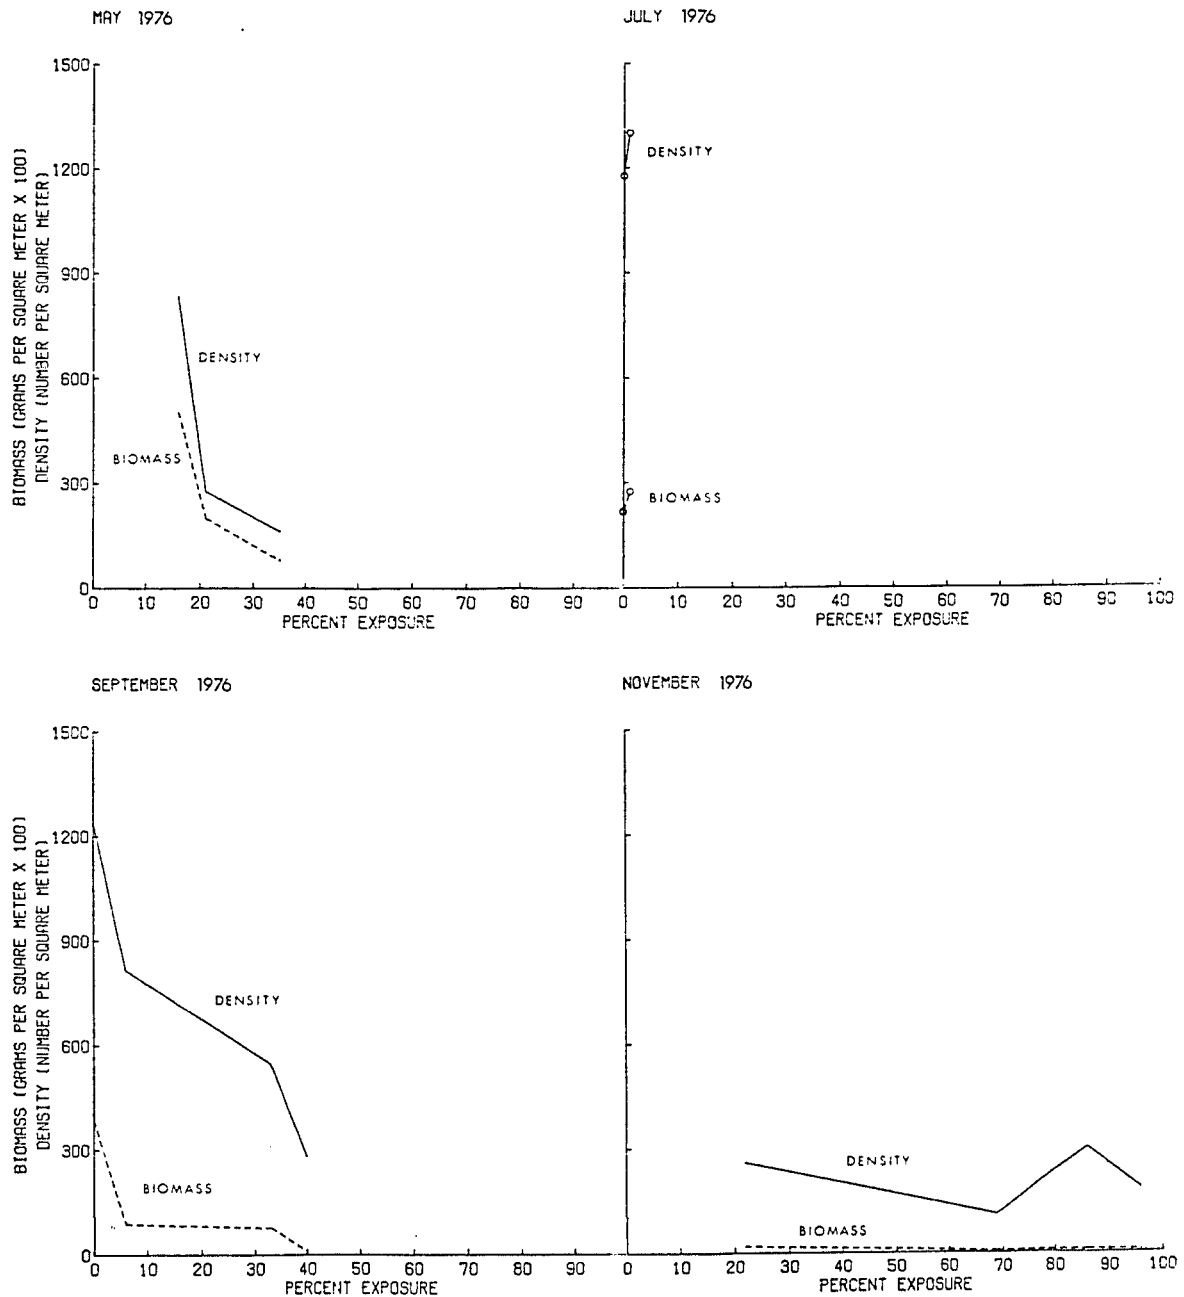 MAY 1976
JULY 1976
BIOMASS (GRAMS PER SQUARE METER X 100)
DENSITY (NUMBER PER SQUARE METER)
1500
1200
900
600
300
0
DENSITY
BIOMASS
0 10 20 30 40 50 60 70 80 90
PERCENT EXPOSURE
DENSITY
BIOMASS
0 10 20 30 40 50 60 70 80 90 100
PERCENT EXPOSURE
SEPTEMBER 1976
NOVEMBER 1976
BIOMASS (GRAMS PER SQUARE METER X 100)
DENSITY (NUMBER PER SQUARE METER)
1500
1200
900
600
300
0
DENSITY
BIOMASS
0 10 20 30 40 50 60 70 80 90
PERCENT EXPOSURE
DENSITY
BIOMASS
0 10 20 30 40 50 60 70 80 90 100
PERCENT EXPOSURE